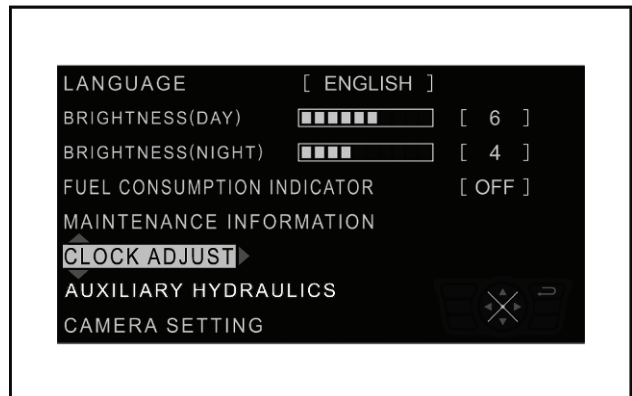 LANGUAGE [ ENGLISH ]
BRIGHTNESS(DAY) [ 6 ]
BRIGHTNESS(NIGHT) [ 4 ]
FUEL CONSUMPTION INDICATOR [ OFF ]
MAINTENANCE INFORMATION
CLOCK ADJUST
AUXILIARY HYDRAULICS
CAMERA SETTING